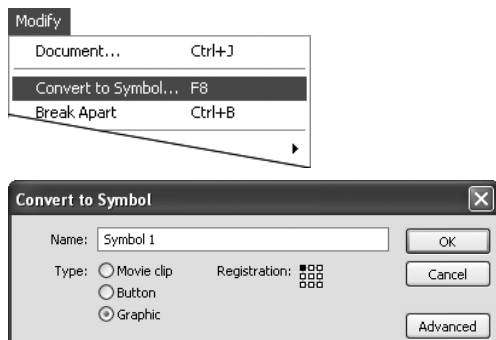 Modify
Document... Ctrl+J
Convert to Symbol... F8
Break Apart Ctrl+B
Convert to Symbol
Name: Symbol 1 OK
Type: Movie clip Registration: Cancel
Button
Graphic
Advanced